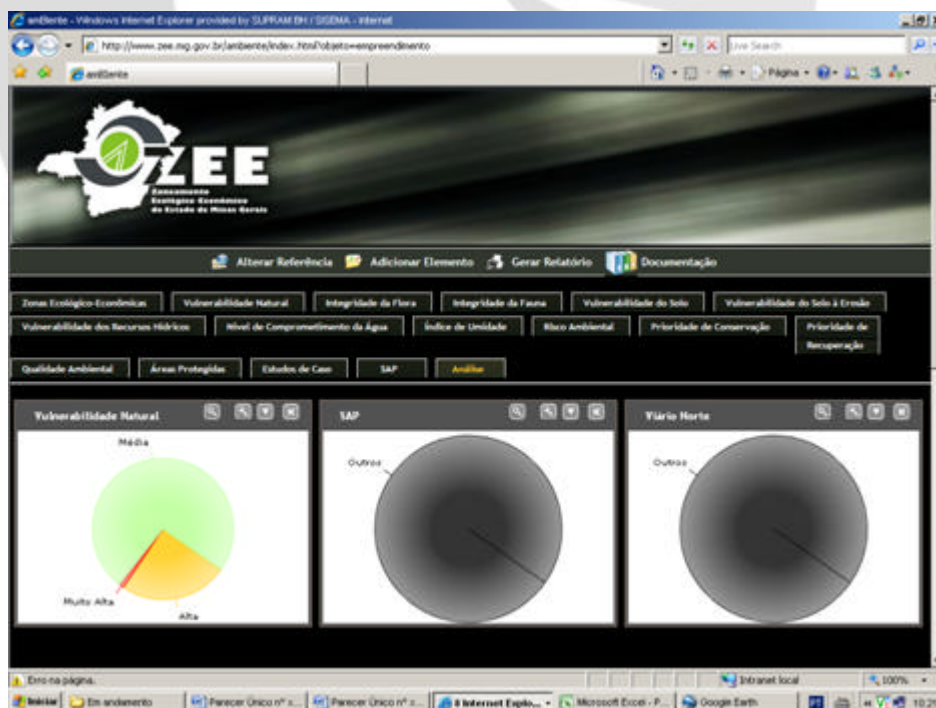 amBiente - Windows Internet Explorer provided by SUPRAM BH / SISEMA - Internet
http://www.zee.mg.gov.br/ambiente/index.html?objeto=empreendimento
Live Search
amBiente
Página
ZEE
Zoneamento
Ecológico Econômico
do Estado de Minas Gerais
Alterar Referência Adicionar Elemento Gerar Relatório Documentação
Zonas Ecológico-Econômicas Vulnerabilidade Natural Integridade da Flora Integridade da Fauna Vulnerabilidade do Solo Vulnerabilidade do Solo à Erosão
Vulnerabilidade dos Recursos Hídricos Nível de Comprometimento da Água Índice de Umidade Risco Ambiental Prioridade de Conservação Prioridade de
Recuperação
Qualidade Ambiental Áreas Protegidas Estudos de Caso SAP Análise
Vulnerabilidade Natural SAP Viário Norte
Média
Outros Outros
Muito Alta
Alta
Erro na página. Intranet local 100%
Iniciar Em andamento Parecer Único nº s... Parecer Único nº s... 8 Internet Explo... Microsoft Excel - P... Google Earth PT 10:29